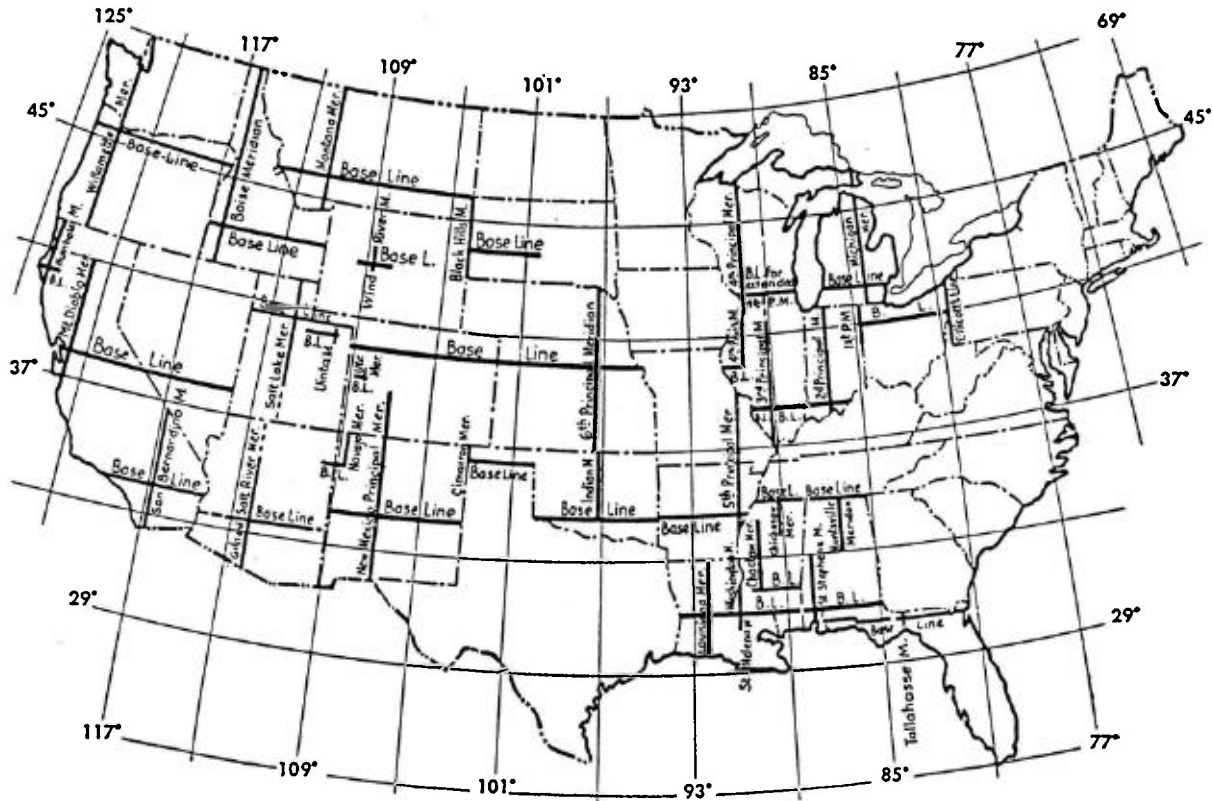 125°
117°
109°
101°
93°
85°
77°
69°
45°
45°
Willamette Mer.
Base-Line
Boise Meridian
Montana Mer.
Base Line
Base Line
Wind River M.
Base L.
Black Hills M.
Base Line
4th Principal Mer.
Michigan Mer.
B.L. for
extended
4th P.M.
Base Line
Humboldt M.
B.L.
Mt. Diablo Mer.
Base Line
Salt Lake Mer.
B.L.
Uintah
Ute Mer.
B.L.
Base Line
6th Principal Meridian
4th Prin. M.
B.L.
3rd Principal M.
2nd Principal M.
1st P.M.
B. L.
Ellicott Line
B.L.
B.L.
37°
37°
San Bernardyno M.
Base Line
Gila and Salt River Mer.
Base Line
Navajo Mer.
B.L.
New Mexico Principal Mer.
Base Line
Cimarron Mer.
Base Line
Indian M.
Base Line
5th Principal Mer.
Base Line
Base L.
Base Line
Chickasaw Mer.
Choctaw Mer.
B L
Huntsville Meridian
St. Stephens M.
Washington M.
Louisiana Mer.
St. Helena M.
B.L.
B. L.
Base Line
Tallahasse M.
29°
29°
117°
109°
101°
93°
85°
77°